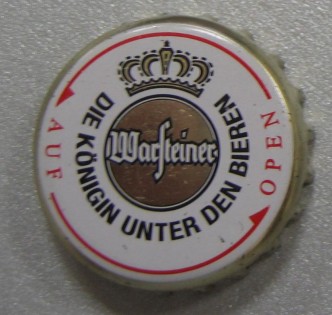 DIE KÖNIGIN UNTER DEN BIEREN
Warsteiner
AUF
OPEN